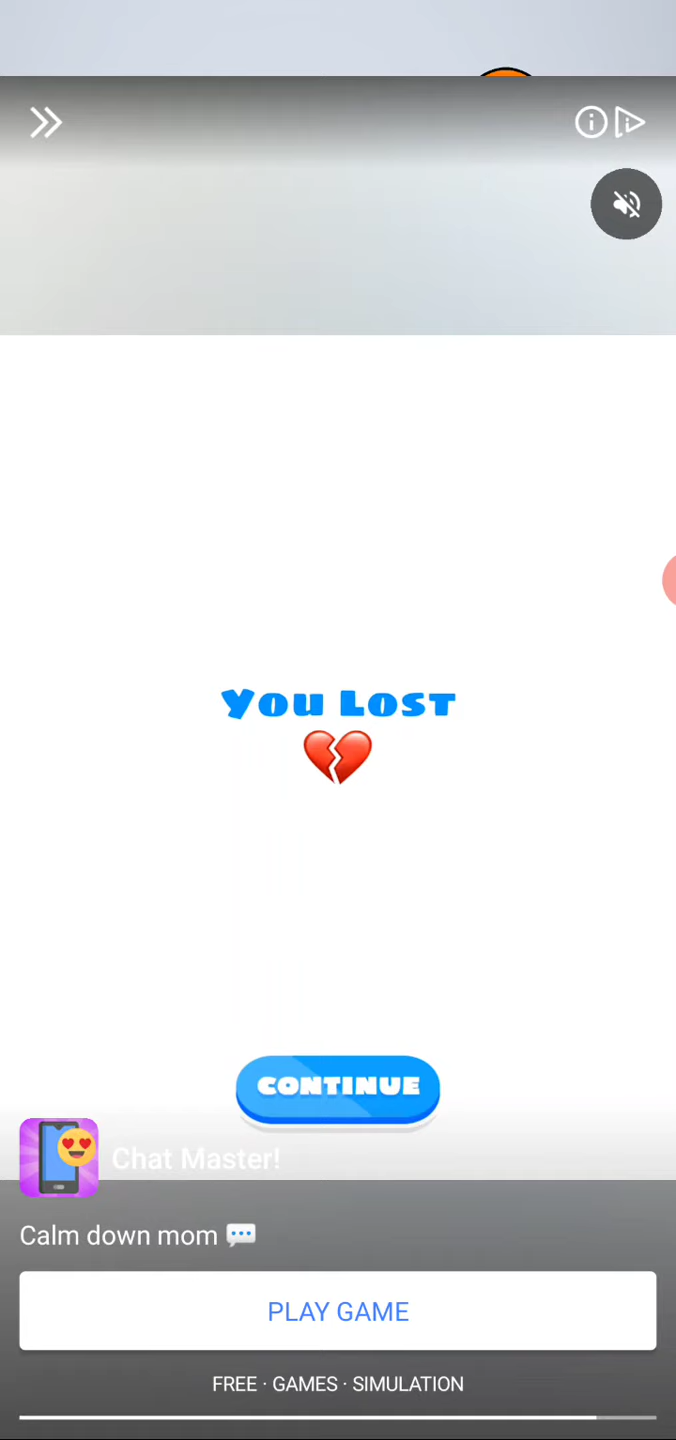 You Lost
CONTINUE
Chat Master!
Calm down mom 💬
PLAY GAME
FREE · GAMES · SIMULATION